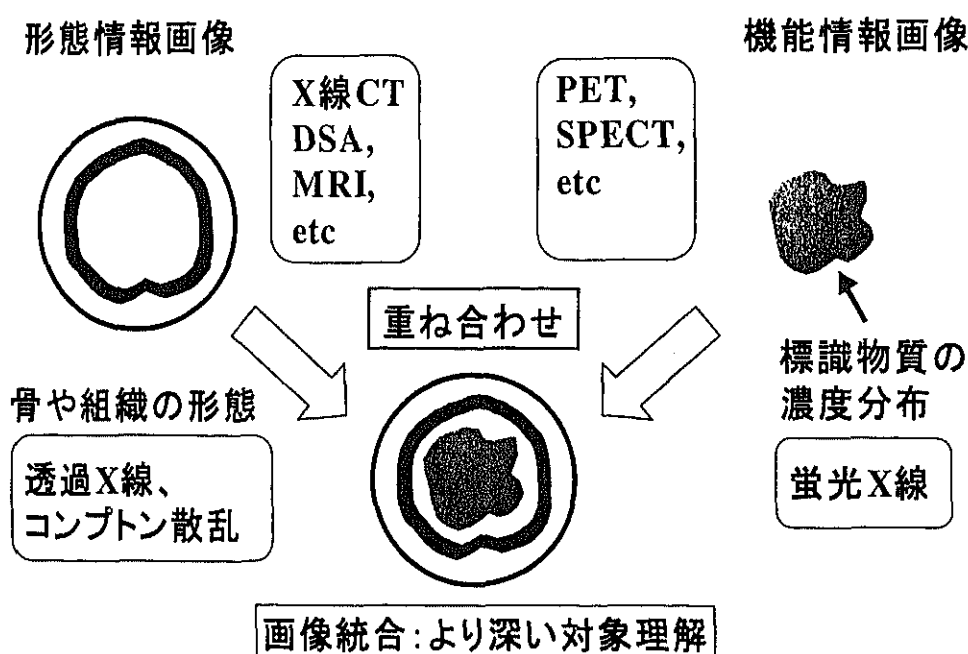 形態情報画像
機能情報画像
X線CT
DSA,
MRI,
etc
PET,
SPECT,
etc
重ね合わせ
骨や組織の形態
透過X線、
コンプトン散乱
標識物質の
濃度分布
蛍光X線
画像統合:より深い対象理解